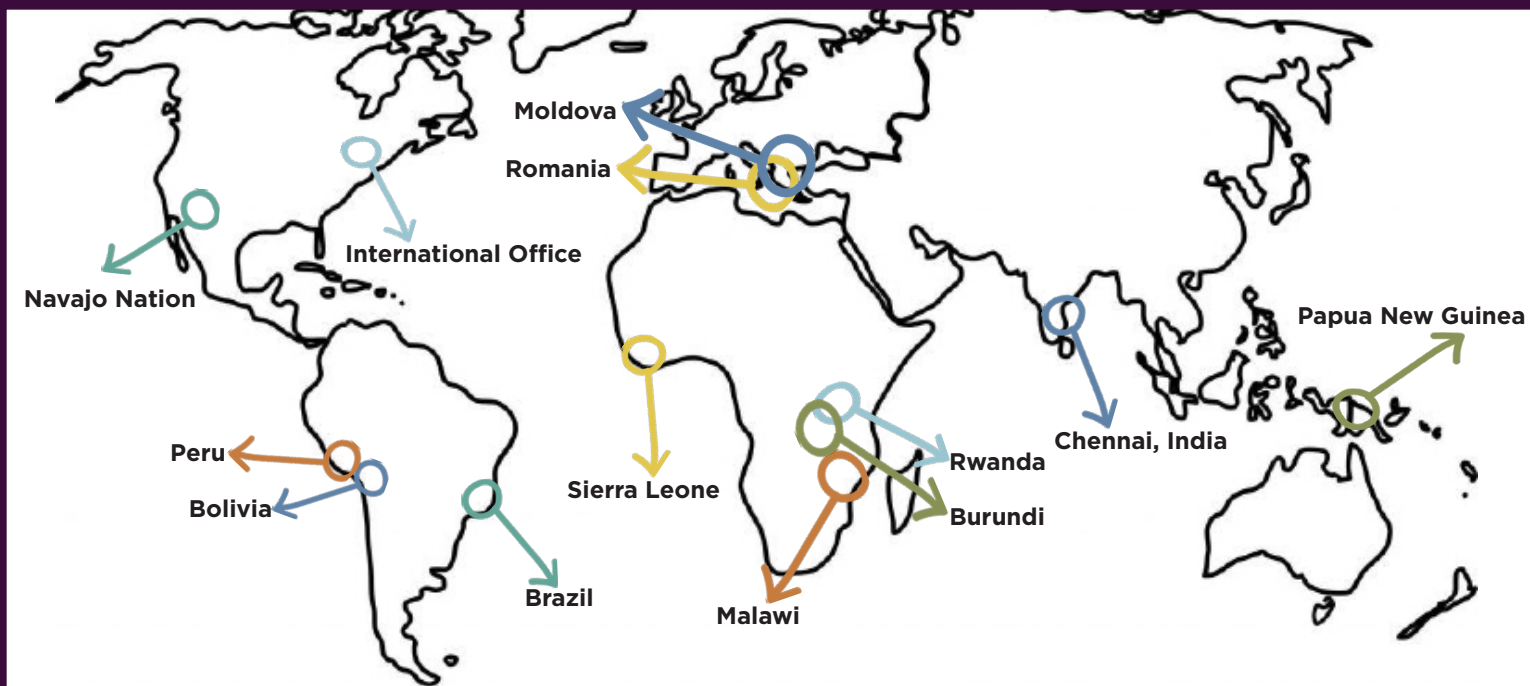 Moldova
Romania
International Office
Navajo Nation
Papua New Guinea
Chennai, India
Peru
Rwanda
Sierra Leone
Bolivia
Burundi
Brazil
Malawi